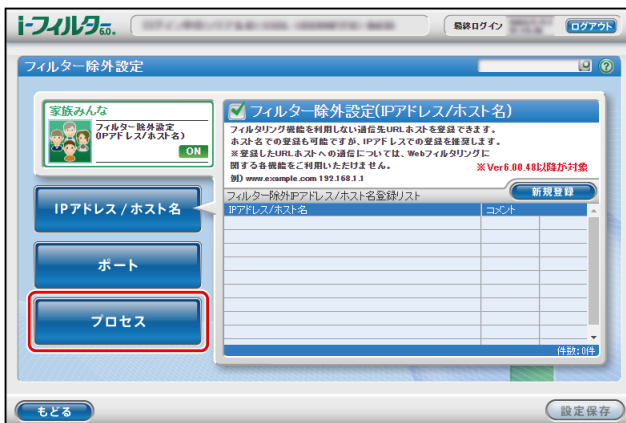 i-フィルター6.0.
最終ログイン
ログアウト
フィルター除外設定
家族みんな
フィルター除外設定
(IPアドレス/ホスト名)
ON
IPアドレス / ホスト名
ポート
プロセス
フィルター除外設定(IPアドレス/ホスト名)
フィルタリング機能を利用しない通信先URLホストを登録できます。
ホスト名での登録も可能ですが、IPアドレスでの登録を推奨します。
※登録したURLホストへの通信については、Webフィルタリングに
関する各機能をご利用いただけません。
※Ver6.00.48以降が対象
例) www.example.com 192.168.1.1
フィルター除外IPアドレス/ホスト名登録リスト
新規登録
IPアドレス/ホスト名 コメント
件数:0件
もどる
設定保存